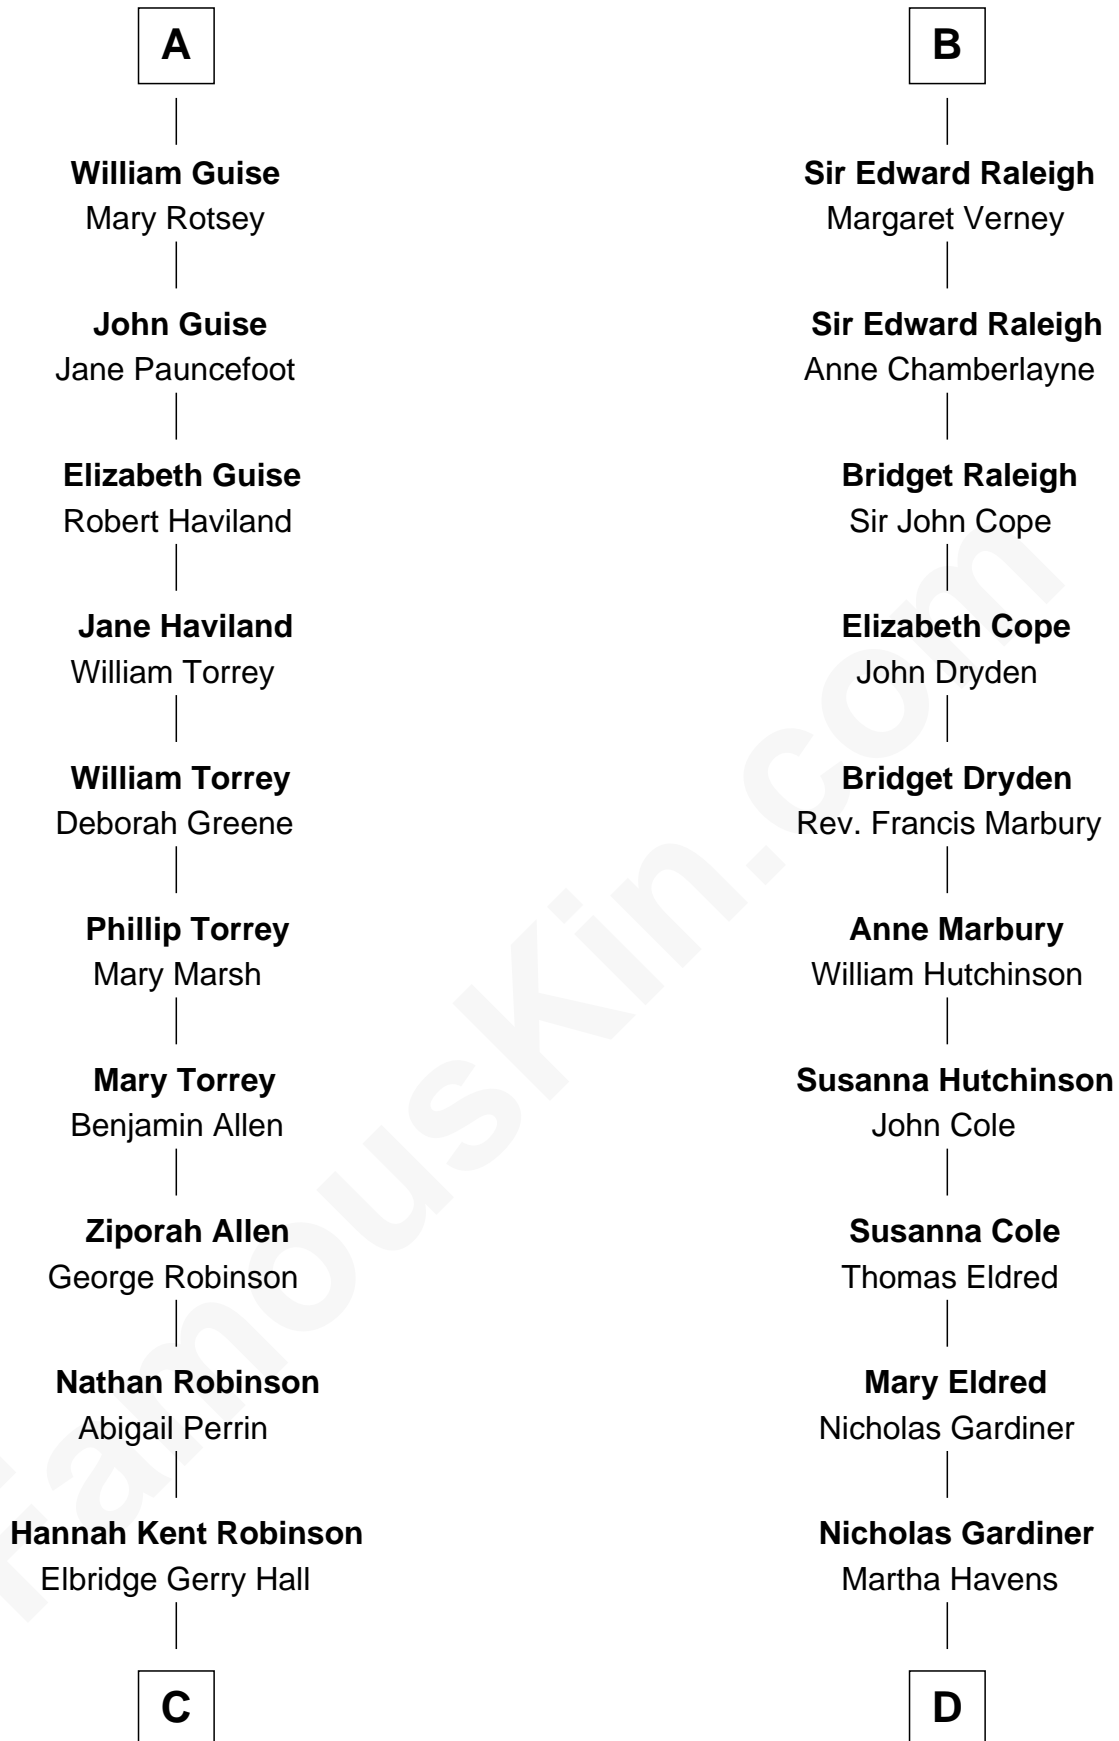 A
William Guise
Mary Rotsey
John Guise
Jane Pauncefoot
Elizabeth Guise
Robert Haviland
Jane Haviland
William Torrey
William Torrey
Deborah Greene
Phillip Torrey
Mary Marsh
Mary Torrey
Benjamin Allen
Ziporah Allen
George Robinson
Nathan Robinson
Abigail Perrin
Hannah Kent Robinson
Elbridge Gerry Hall
C
B
Sir Edward Raleigh
Margaret Verney
Sir Edward Raleigh
Anne Chamberlayne
Bridget Raleigh
Sir John Cope
Elizabeth Cope
John Dryden
Bridget Dryden
Rev. Francis Marbury
Anne Marbury
William Hutchinson
Susanna Hutchinson
John Cole
Susanna Cole
Thomas Eldred
Mary Eldred
Nicholas Gardiner
Nicholas Gardiner
Martha Havens
D
famouskin.com